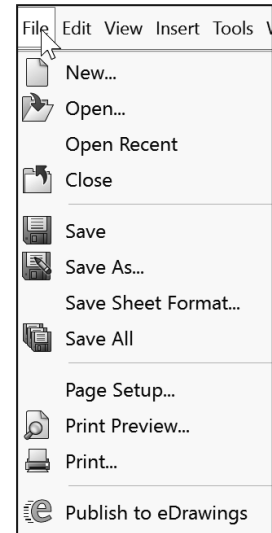 File Edit View Insert Tools
New...
Open...
Open Recent
Close
Save
Save As...
Save Sheet Format...
Save All
Page Setup...
Print Preview...
Print...
Publish to eDrawings